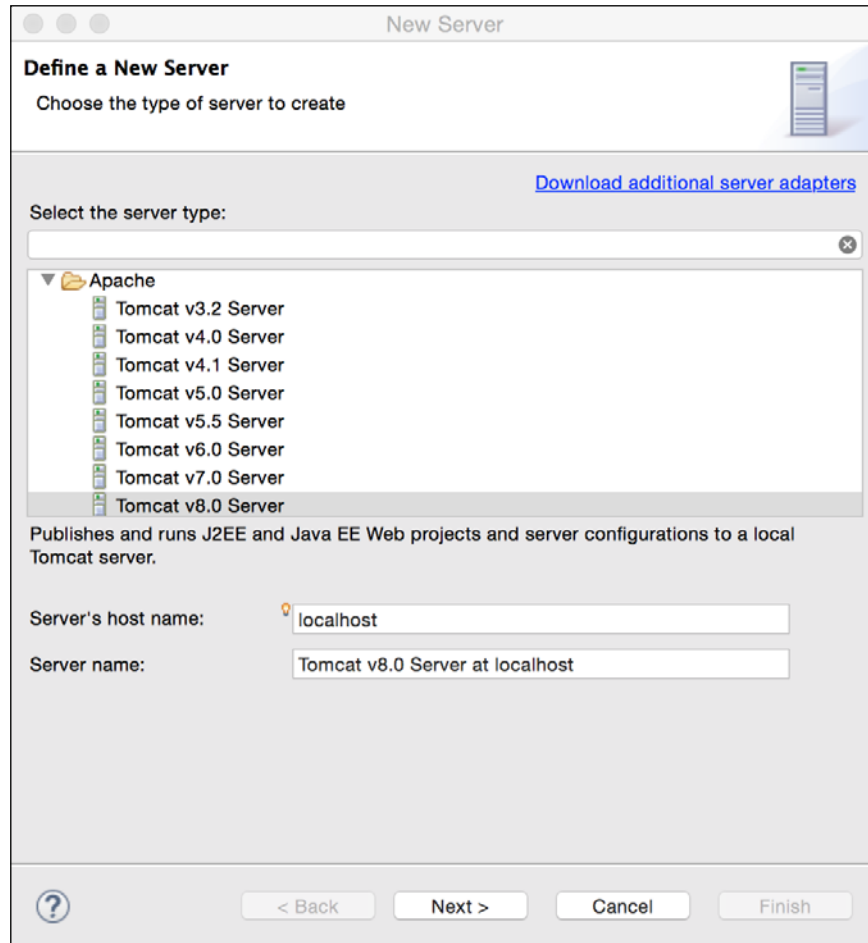 New Server
Define a New Server
Choose the type of server to create
Download additional server adapters
Select the server type:
Apache
Tomcat v3.2 Server
Tomcat v4.0 Server
Tomcat v4.1 Server
Tomcat v5.0 Server
Tomcat v5.5 Server
Tomcat v6.0 Server
Tomcat v7.0 Server
Tomcat v8.0 Server
Publishes and runs J2EE and Java EE Web projects and server configurations to a local
Tomcat server.
Server's host name: localhost
Server name: Tomcat v8.0 Server at localhost
? < Back Next > Cancel Finish